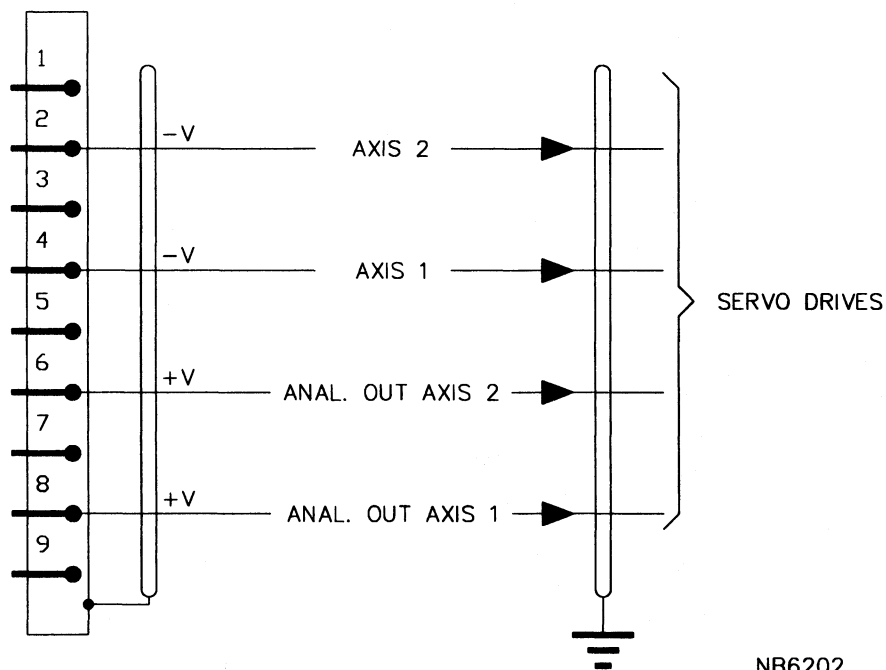 1
2
-V AXIS 2
3
4
-V AXIS 1
5
SERVO DRIVES
6
+V ANAL. OUT AXIS 2
7
8
+V ANAL. OUT AXIS 1
9
NB6202